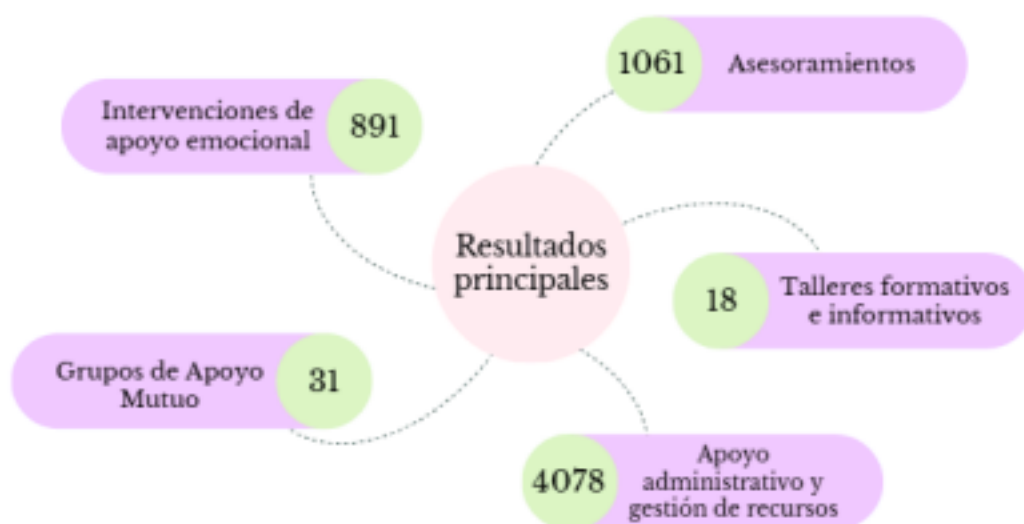 1061
Asesoramientos
Intervenciones de
apoyo emocional
891
Resultados
principales
18
Talleres formativos
e informativos
Grupos de Apoyo
Mutuo
31
4078
Apoyo
administrativo y
gestión de recursos